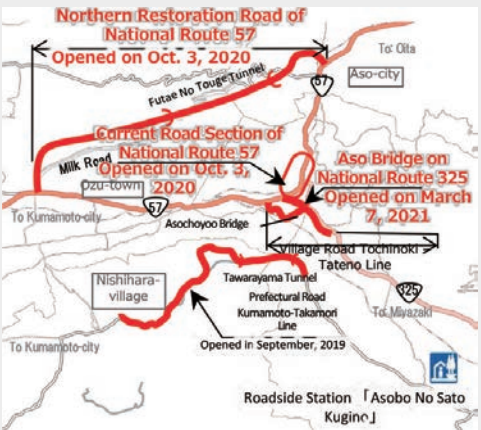 Northern Restoration Road of
National Route 57
Opened on Oct. 3, 2020
To: Oita
Aso-city
57
Futae No Touge Tunnel
Current Road Section of
National Route 57
Opened on Oct. 3,
2020
Milk Road
Ozu-town
Aso Bridge on
National Route 325
Opened on March
7, 2021
To Kumamoto-city
57
Asochoyoo Bridge
Village Road Tochinoki -
Tateno Line
Nishihara-
village
Tawarayama Tunnel
Prefectural Road
Kumamoto-Takamori
Line
325
To: Miyazaki
To Kumamoto-city
Opened in September, 2019
Roadside Station 「Asobo No Sato
Kugino」